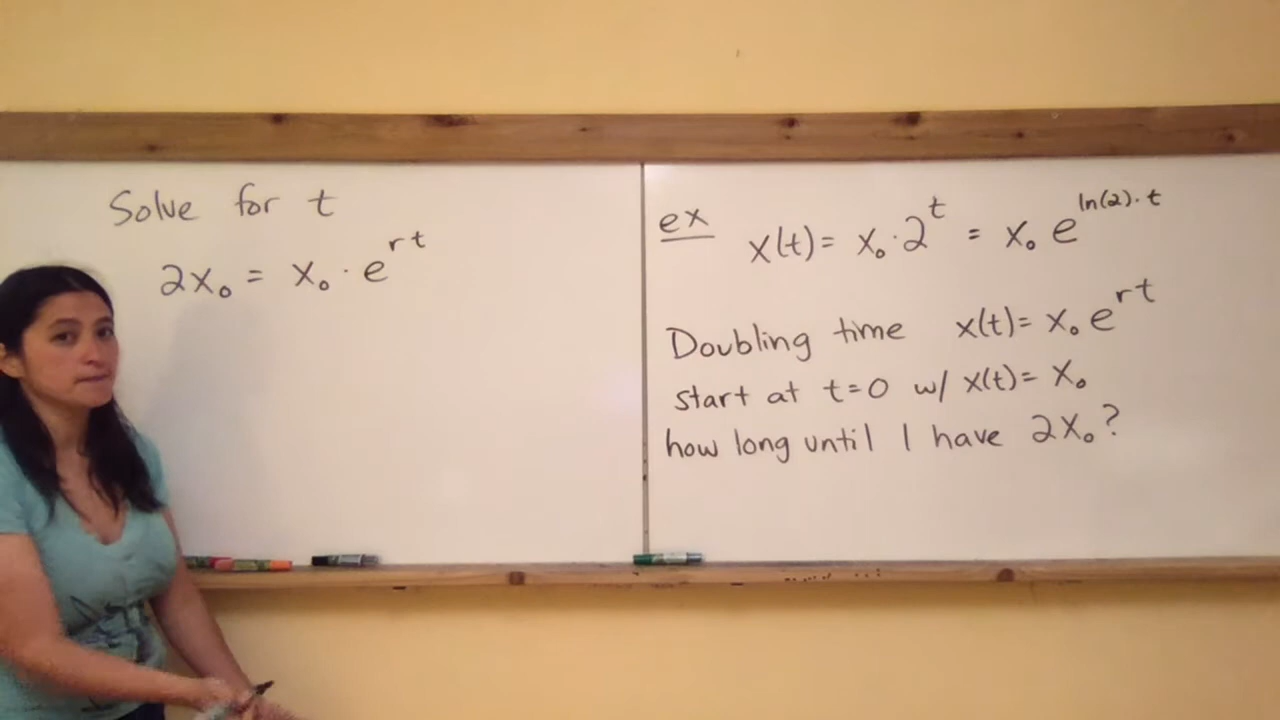 Solve for t
2x₀ = x₀ · e^{rt}
ex x(t) = x₀ · 2^t = x₀ e^{ln(2)·t}
Doubling time x(t) = x₀ e^{rt}
start at t=0 w/ x(t) = x₀
how long until I have 2x₀?